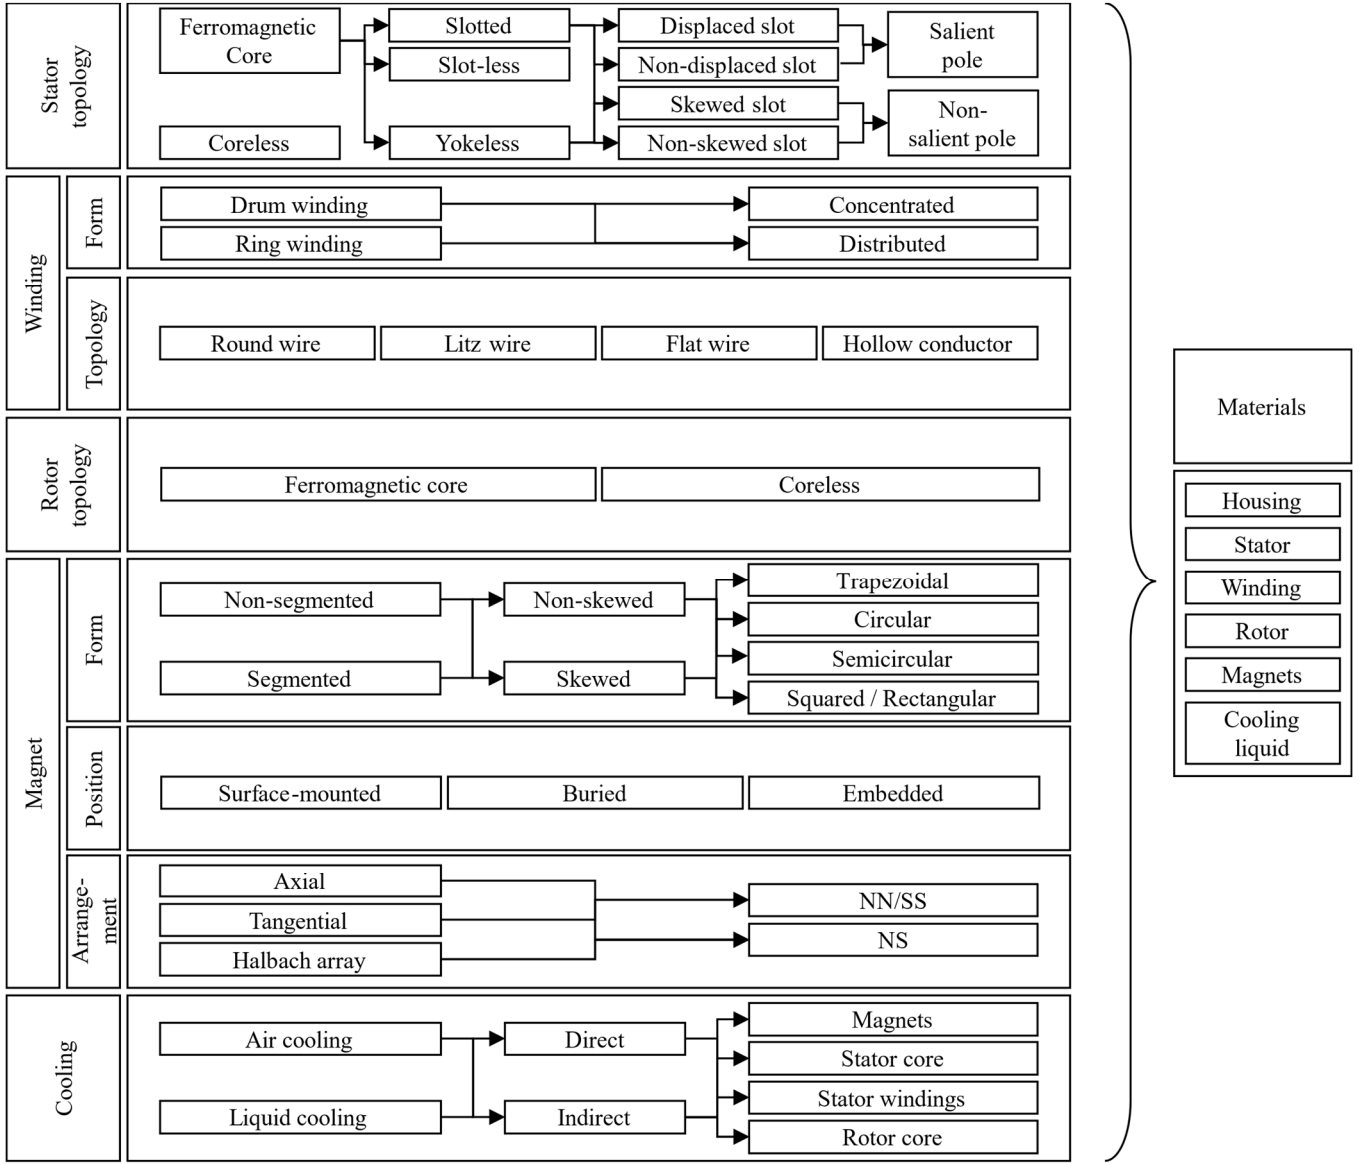 Stator
topology
Ferromagnetic
Core
Coreless
Slotted
Slot-less
Yokeless
Displaced slot
Non-displaced slot
Skewed slot
Non-skewed slot
Salient
pole
Non-
salient pole
Winding
Form
Drum winding
Ring winding
Concentrated
Distributed
Topology
Round wire
Litz wire
Flat wire
Hollow conductor
Rotor
topology
Ferromagnetic core
Coreless
Magnet
Form
Non-segmented
Segmented
Non-skewed
Skewed
Trapezoidal
Circular
Semicircular
Squared / Rectangular
Position
Surface-mounted
Buried
Embedded
Arrange-
ment
Axial
Tangential
Halbach array
NN/SS
NS
Cooling
Air cooling
Liquid cooling
Direct
Indirect
Magnets
Stator core
Stator windings
Rotor core
Materials
Housing
Stator
Winding
Rotor
Magnets
Cooling
liquid